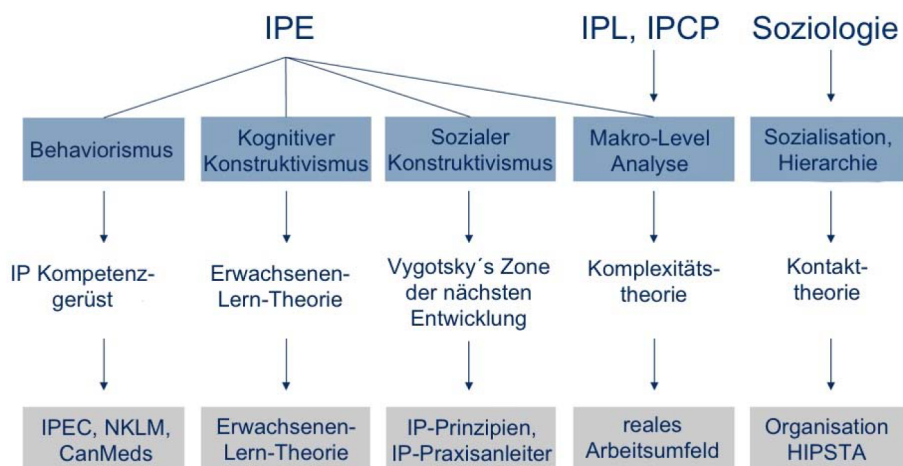 IPE
IPL, IPCP
Soziologie
Behaviorismus
Kognitiver
Konstruktivismus
Sozialer
Konstruktivismus
Makro-Level
Analyse
Sozialisation,
Hierarchie
IP Kompetenz-
gerüst
Erwachsenen-
Lern-Theorie
Vygotsky´s Zone
der nächsten
Entwicklung
Komplexitäts-
theorie
Kontakt-
theorie
IPEC, NKLM,
CanMeds
Erwachsenen-
Lern-Theorie
IP-Prinzipien,
IP-Praxisanleiter
reales
Arbeitsumfeld
Organisation
HIPSTA